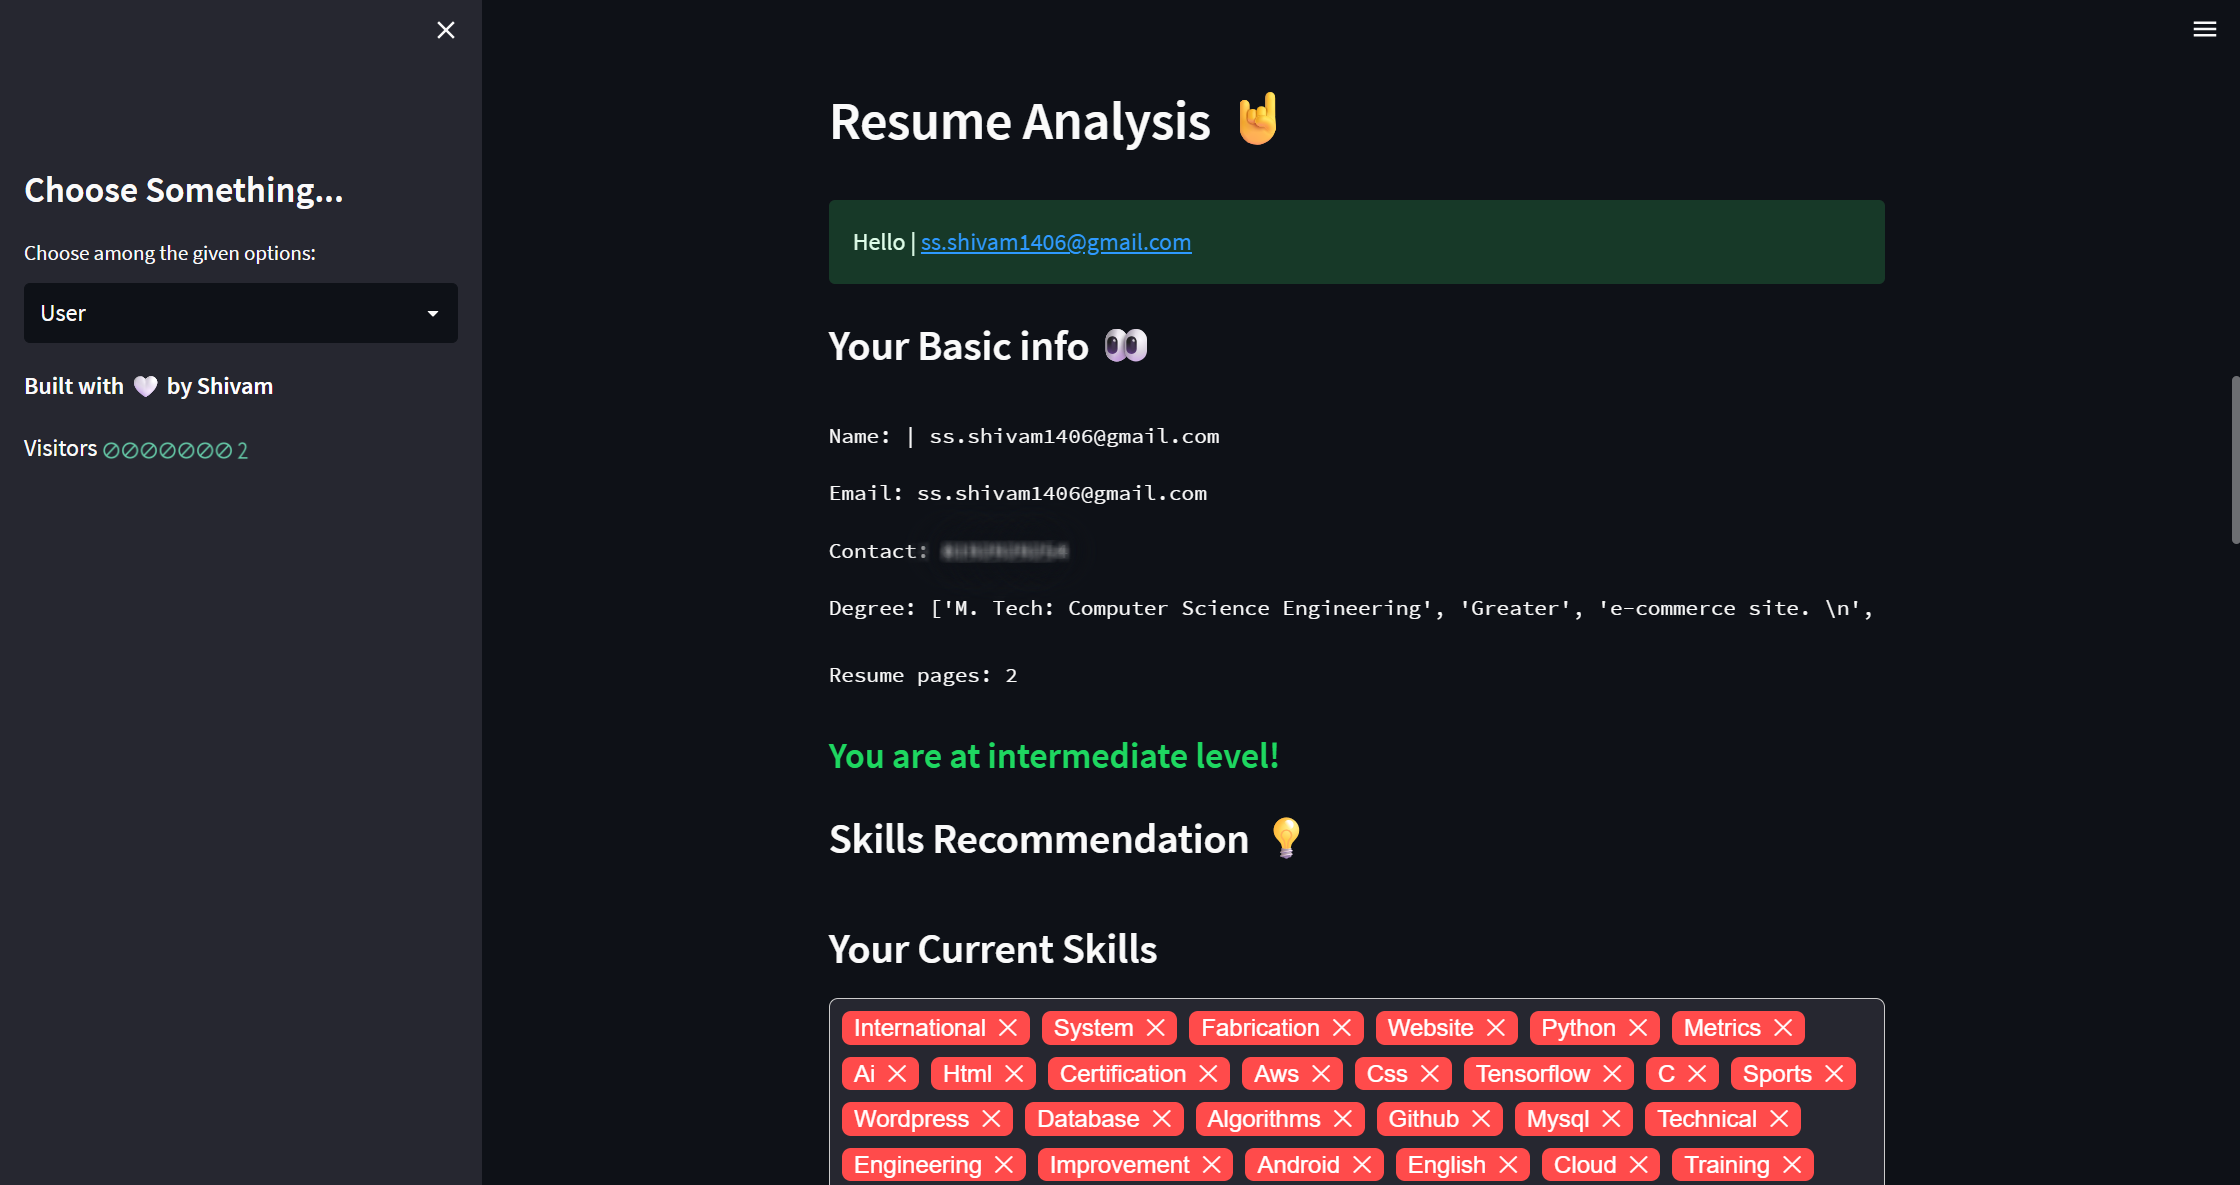 Choose Something...
Choose among the given options:
User
Built with 🤍 by Shivam
Visitors ⊘⊘⊘⊘⊘⊘⊘2
Resume Analysis 🤘
Hello | ss.shivam1406@gmail.com
Your Basic info 👀
Name: | ss.shivam1406@gmail.com
Email: ss.shivam1406@gmail.com
Contact:
Degree: ['M. Tech: Computer Science Engineering', 'Greater', 'e-commerce site. \n',
Resume pages: 2
You are at intermediate level!
Skills Recommendation 💡
Your Current Skills
International System Fabrication Website Python Metrics
Ai Html Certification Aws Css Tensorflow C Sports
Wordpress Database Algorithms Github Mysql Technical
Engineering Improvement Android English Cloud Training